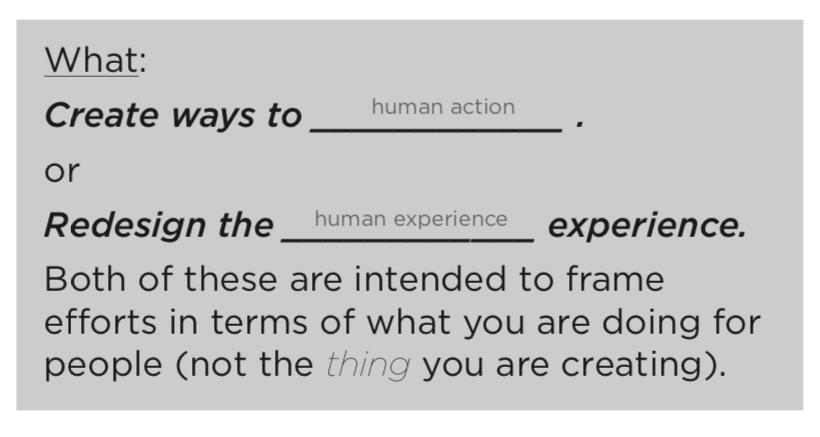 What:
Create ways to ____human action____ .
or
Redesign the ____human experience____ experience.
Both of these are intended to frame
efforts in terms of what you are doing for
people (not the thing you are creating).